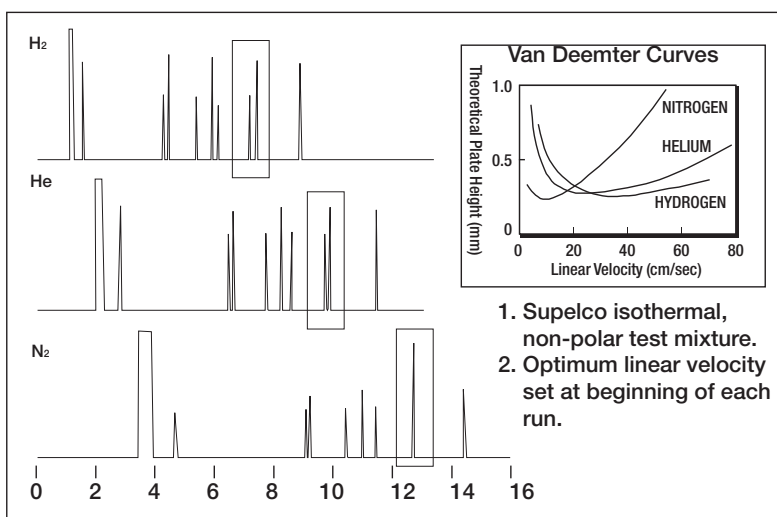 H₂
He
N₂
0 2 4 6 8 10 12 14 16
Van Deemter Curves
Theoretical Plate Height (mm)
1.0
0.5
0
NITROGEN
HELIUM
HYDROGEN
0 20 40 60 80
Linear Velocity (cm/sec)
1. Supelco isothermal,
non-polar test mixture.
2. Optimum linear velocity
set at beginning of each
run.